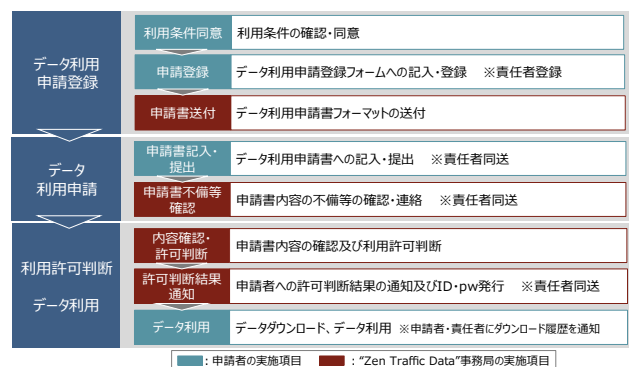 データ利用
申請登録
利用条件同意
利用条件の確認・同意
申請登録
データ利用申請登録フォームへの記入・登録 ※責任者登録
申請書送付
データ利用申請書フォーマットの送付
データ
利用申請
申請書記入・
提出
データ利用申請書への記入・提出 ※責任者同送
申請書不備等
確認
申請書内容の不備等の確認・連絡 ※責任者同送
利用許可判断
データ利用
内容確認・
許可判断
申請書内容の確認及び利用許可判断
許可判断結果
通知
申請者への許可判断結果の通知及びID・pw発行 ※責任者同送
データ利用
データダウンロード、データ利用 ※申請者・責任者にダウンロード履歴を通知
：申請者の実施項目 ：“Zen Traffic Data”事務局の実施項目